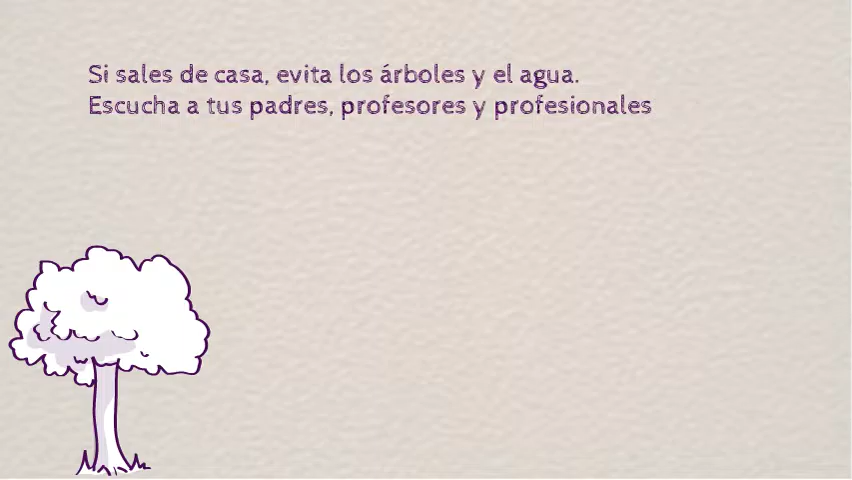 Si sales de casa, evita los árboles y el agua.
Escucha a tus padres, profesores y profesionales